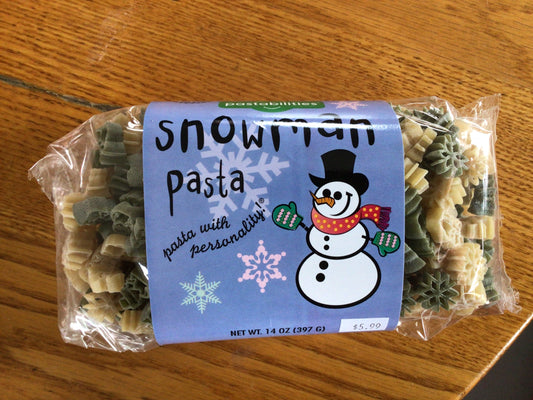 pastabilities
snowman
pasta
pasta with
personality!®
NET WT. 14 OZ (397 G)
$5.99